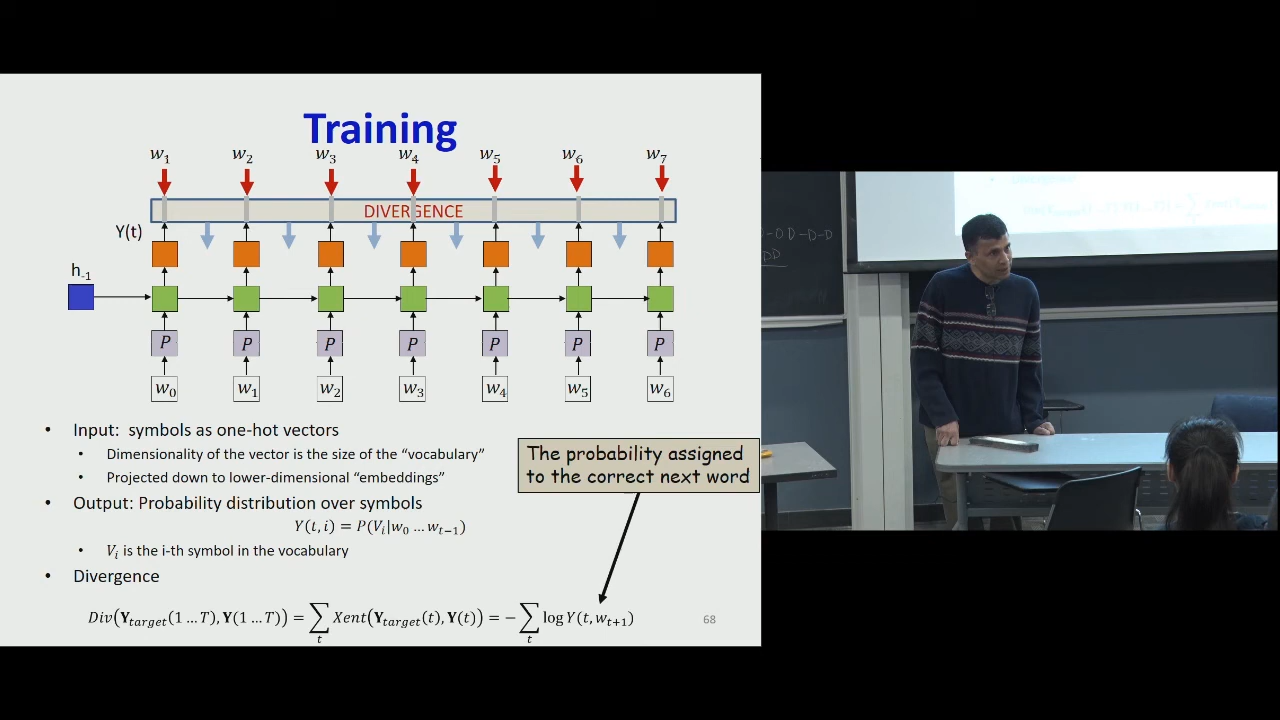 Training
w1 w2 w3 w4 w5 w6 w7
DIVERGENCE
Y(t)
h-1
P P P P P P P
w0 w1 w2 w3 w4 w5 w6
• Input: symbols as one-hot vectors
• Dimensionality of the vector is the size of the “vocabulary”
• Projected down to lower-dimensional “embeddings”
The probability assigned
to the correct next word
• Output: Probability distribution over symbols
Y(t, i) = P(Vi|w0 … wt−1)
• Vi is the i-th symbol in the vocabulary
• Divergence
Div(Ytarget(1 … T), Y(1 … T)) = ∑t Xent(Ytarget(t), Y(t)) = − ∑t log Y(t, wt+1)
68